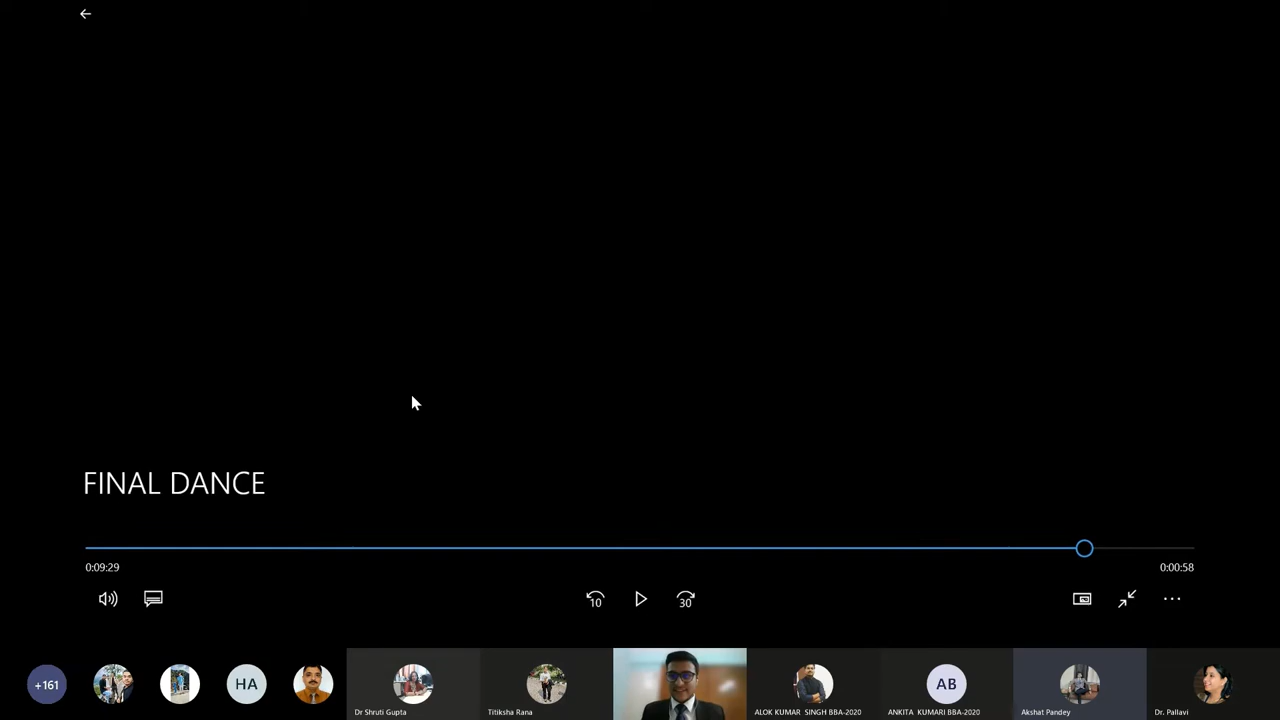 FINAL DANCE
0:09:29
0:00:58
10
30
+161
HA
Dr Shruti Gupta
Titiksha Rana
ALOK KUMAR SINGH BBA-2020
AB
ANKITA KUMARI BBA-2020
Akshat Pandey
Dr. Pallavi